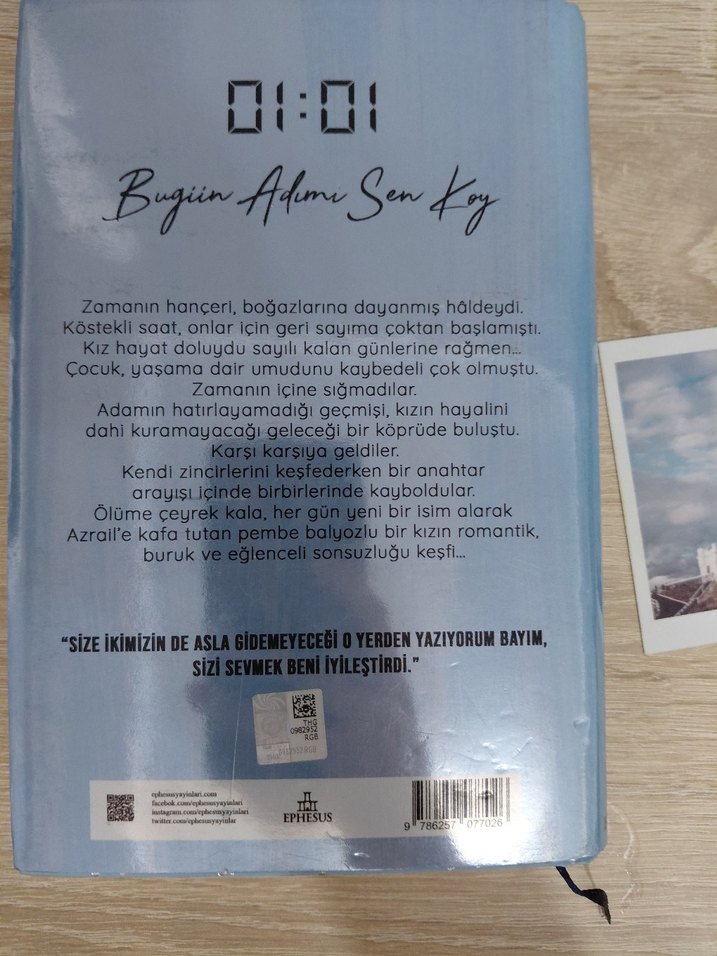 01:01
Bugün Adımı Sen Koy
Zamanın hançeri, boğazlarına dayanmış hâldeydi.
Köstekli saat, onlar için geri sayıma çoktan başlamıştı.
Kız hayat doluydu sayılı kalan günlerine rağmen...
Çocuk, yaşama dair umudunu kaybedeli çok olmuştu.
Zamanın içine sığmadılar.
Adamın hatırlayamadığı geçmişi, kızın hayalini
dahi kuramayacağı geleceği bir köprüde buluştu.
Karşı karşıya geldiler.
Kendi zincirlerini keşfederken bir anahtar
arayışı içinde birbirlerinde kayboldular.
Ölüme çeyrek kala, her gün yeni bir isim alarak
Azrail'e kafa tutan pembe balyozlu bir kızın romantik,
buruk ve eğlenceli sonsuzluğu keşfi...
"SİZE İKİMİZİN DE ASLA GİDEMEYECEĞİ O YERDEN YAZIYORUM BAYIM,
SİZİ SEVMEK BENİ İYİLEŞTİRDİ."
THG
0982952
RGB
ephesusyayinlari.com
facebok.com/ephesusyayinlari
instagram.com/ephesusyayinlari
twitter.com/ephesusyayinlar
EPHESUS
9 786257 077026